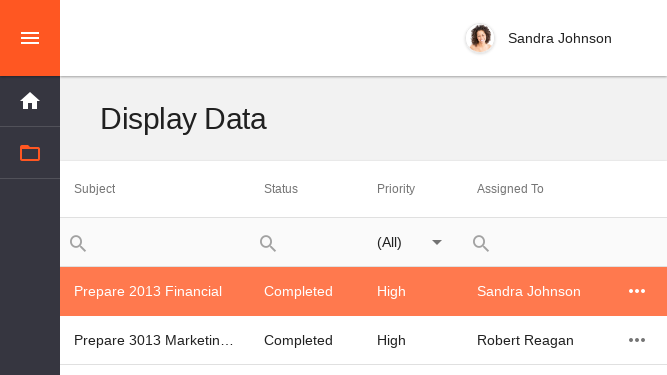 Sandra Johnson
Display Data
Subject Status Priority Assigned To
(All)
Prepare 2013 Financial Completed High Sandra Johnson
Prepare 3013 Marketin… Completed High Robert Reagan